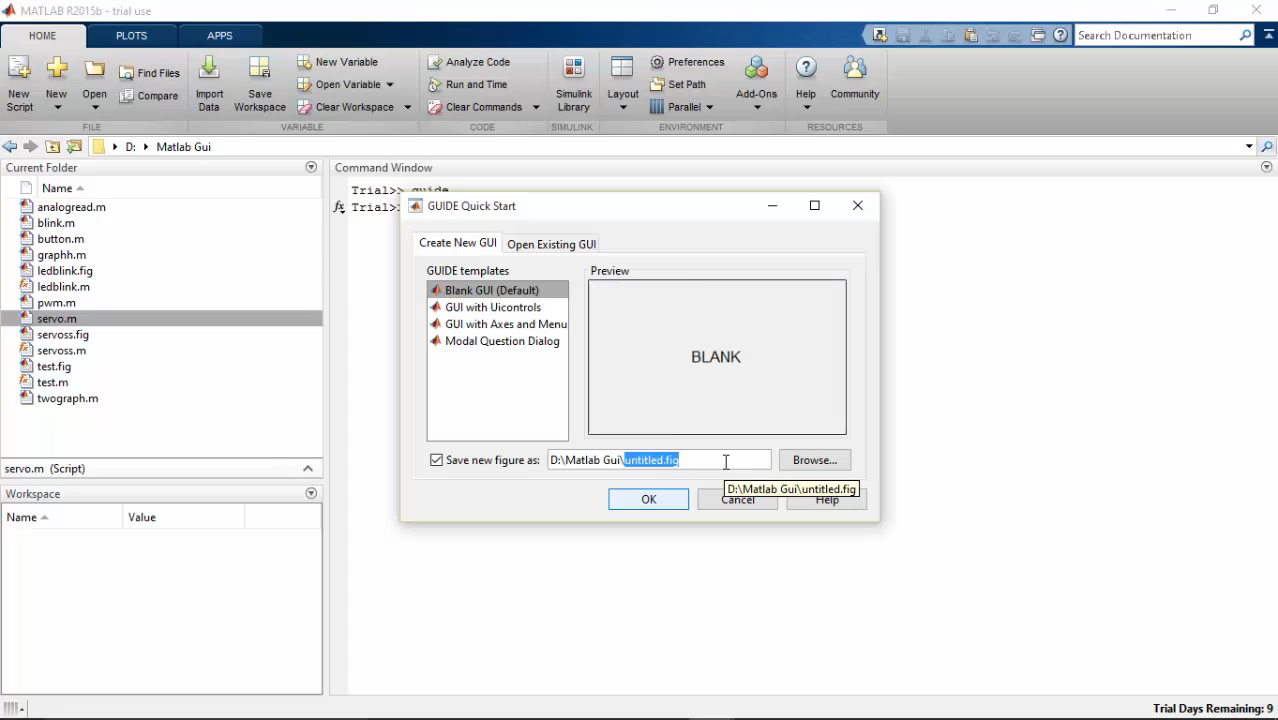 MATLAB R2015b - trial use
HOME PLOTS APPS
Search Documentation
New Script
New
Open
Find Files
Compare
Import Data
Save Workspace
New Variable
Open Variable
Clear Workspace
Analyze Code
Run and Time
Clear Commands
Simulink Library
Layout
Preferences
Set Path
Parallel
Add-Ons
Help
Community
FILE VARIABLE CODE SIMULINK ENVIRONMENT RESOURCES
D: Matlab Gui
Current Folder
Name
analogread.m
blink.m
button.m
graphh.m
ledblink.fig
ledblink.m
pwm.m
servo.m
servoss.fig
servoss.m
test.fig
test.m
twograph.m
servo.m (Script)
Workspace
Name Value
Command Window
Trial>> guide
fx Trial>
GUIDE Quick Start
Create New GUI Open Existing GUI
GUIDE templates
Blank GUI (Default)
GUI with Uicontrols
GUI with Axes and Menu
Modal Question Dialog
Preview
BLANK
Save new figure as: D:\Matlab Gui\untitled.fig Browse...
D:\Matlab Gui\untitled.fig
OK Cancel Help
Trial Days Remaining: 9